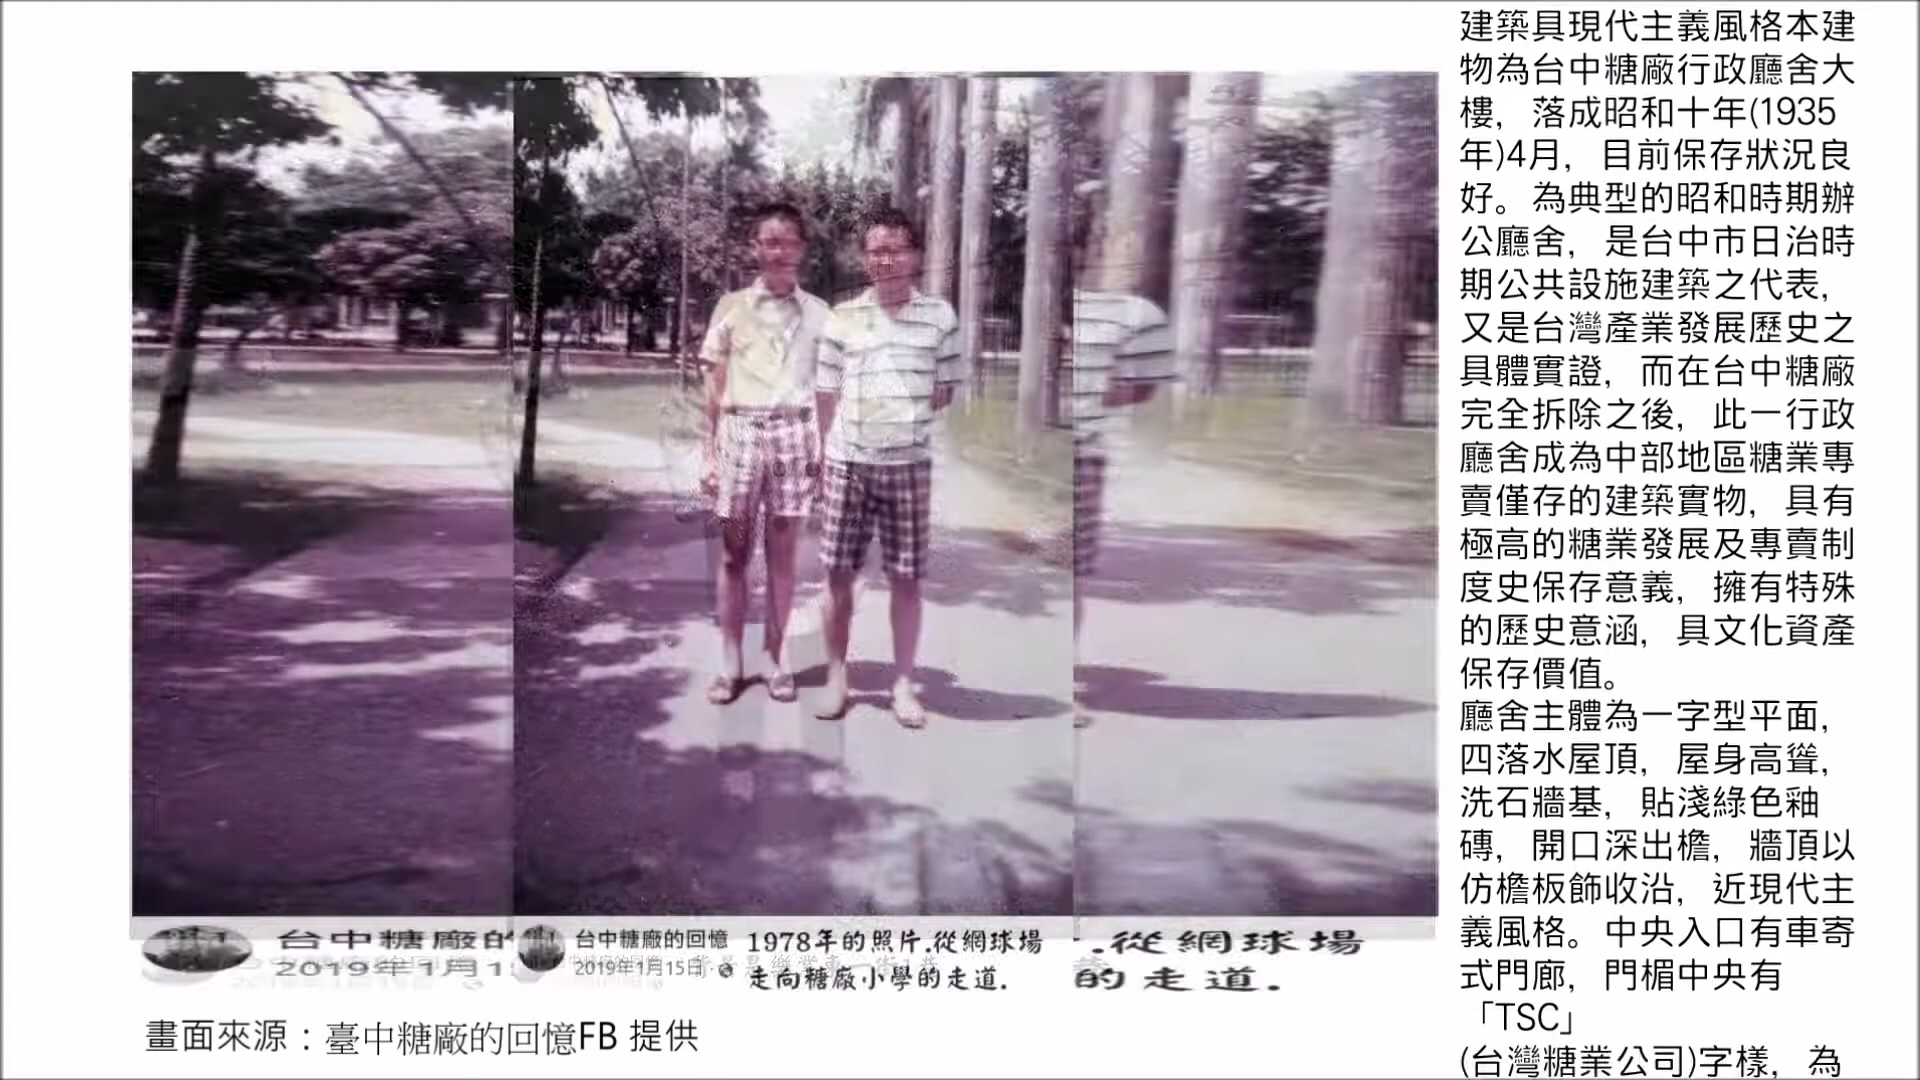 建築具現代主義風格本建
物為台中糖廠行政廳舍大
樓，落成昭和十年(1935
年)4月，目前保存狀況良
好。為典型的昭和時期辦
公廳舍，是台中市日治時
期公共設施建築之代表，
又是台灣產業發展歷史之
具體實證，而在台中糖廠
完全拆除之後，此一行政
廳舍成為中部地區糖業專
賣僅存的建築實物，具有
極高的糖業發展及專賣制
度史保存意義，擁有特殊
的歷史意涵，具文化資產
保存價值。
廳舍主體為一字型平面，
四落水屋頂，屋身高聳，
洗石牆基，貼淺綠色釉
磚，開口深出檐，牆頂以
仿檐板飾收沿，近現代主
義風格。中央入口有車寄
式門廊，門楣中央有
「TSC」
(台灣糖業公司)字樣，為
台中糖廠的
2019年1月1
台中糖廠的回憶
2019年1月15日
1978年的照片.從網球場
走向糖廠小學的走道.
.從網球場
的走道.
畫面來源：臺中糖廠的回憶FB 提供